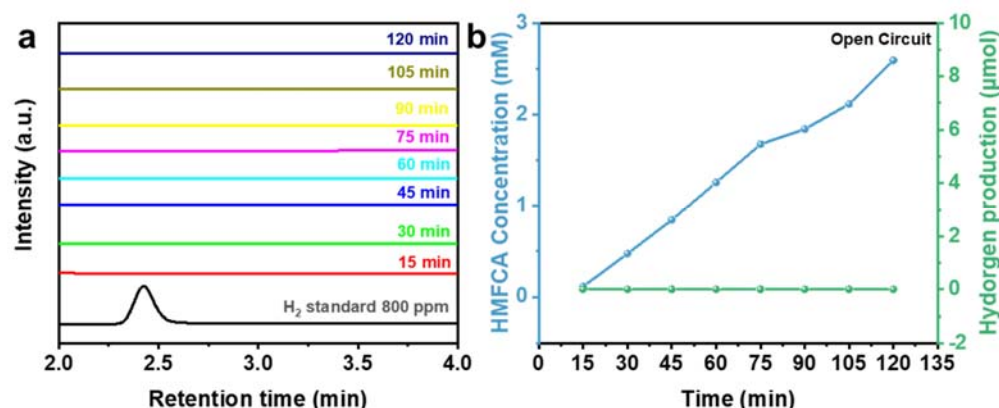 a
120 min
105 min
90 min
75 min
60 min
45 min
30 min
15 min
H₂ standard 800 ppm
Intensity (a.u.)
2.0 2.5 3.0 3.5 4.0
Retention time (min)
b
Open Circuit
HMFCA Concentration (mM)
3
2
1
0
Hydorgen production (μmol)
10
8
6
4
2
0
-2
0 15 30 45 60 75 90 105 120 135
Time (min)